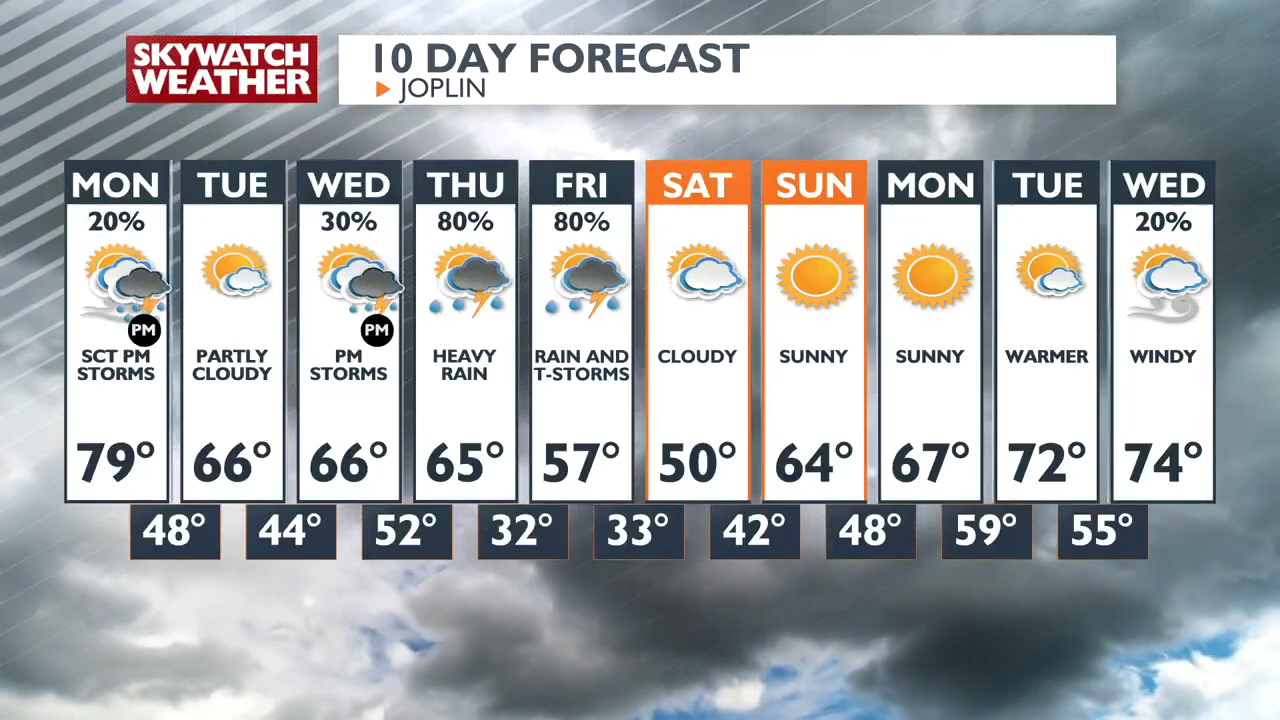 SKYWATCH
WEATHER
10 DAY FORECAST
JOPLIN
MON
20%
PM
SCT PM
STORMS
79°
TUE
PARTLY
CLOUDY
66°
WED
30%
PM
PM
STORMS
66°
THU
80%
HEAVY
RAIN
65°
FRI
80%
RAIN AND
T-STORMS
57°
SAT
CLOUDY
50°
SUN
SUNNY
64°
MON
SUNNY
67°
TUE
WARMER
72°
WED
20%
WINDY
74°
48°
44°
52°
32°
33°
42°
48°
59°
55°